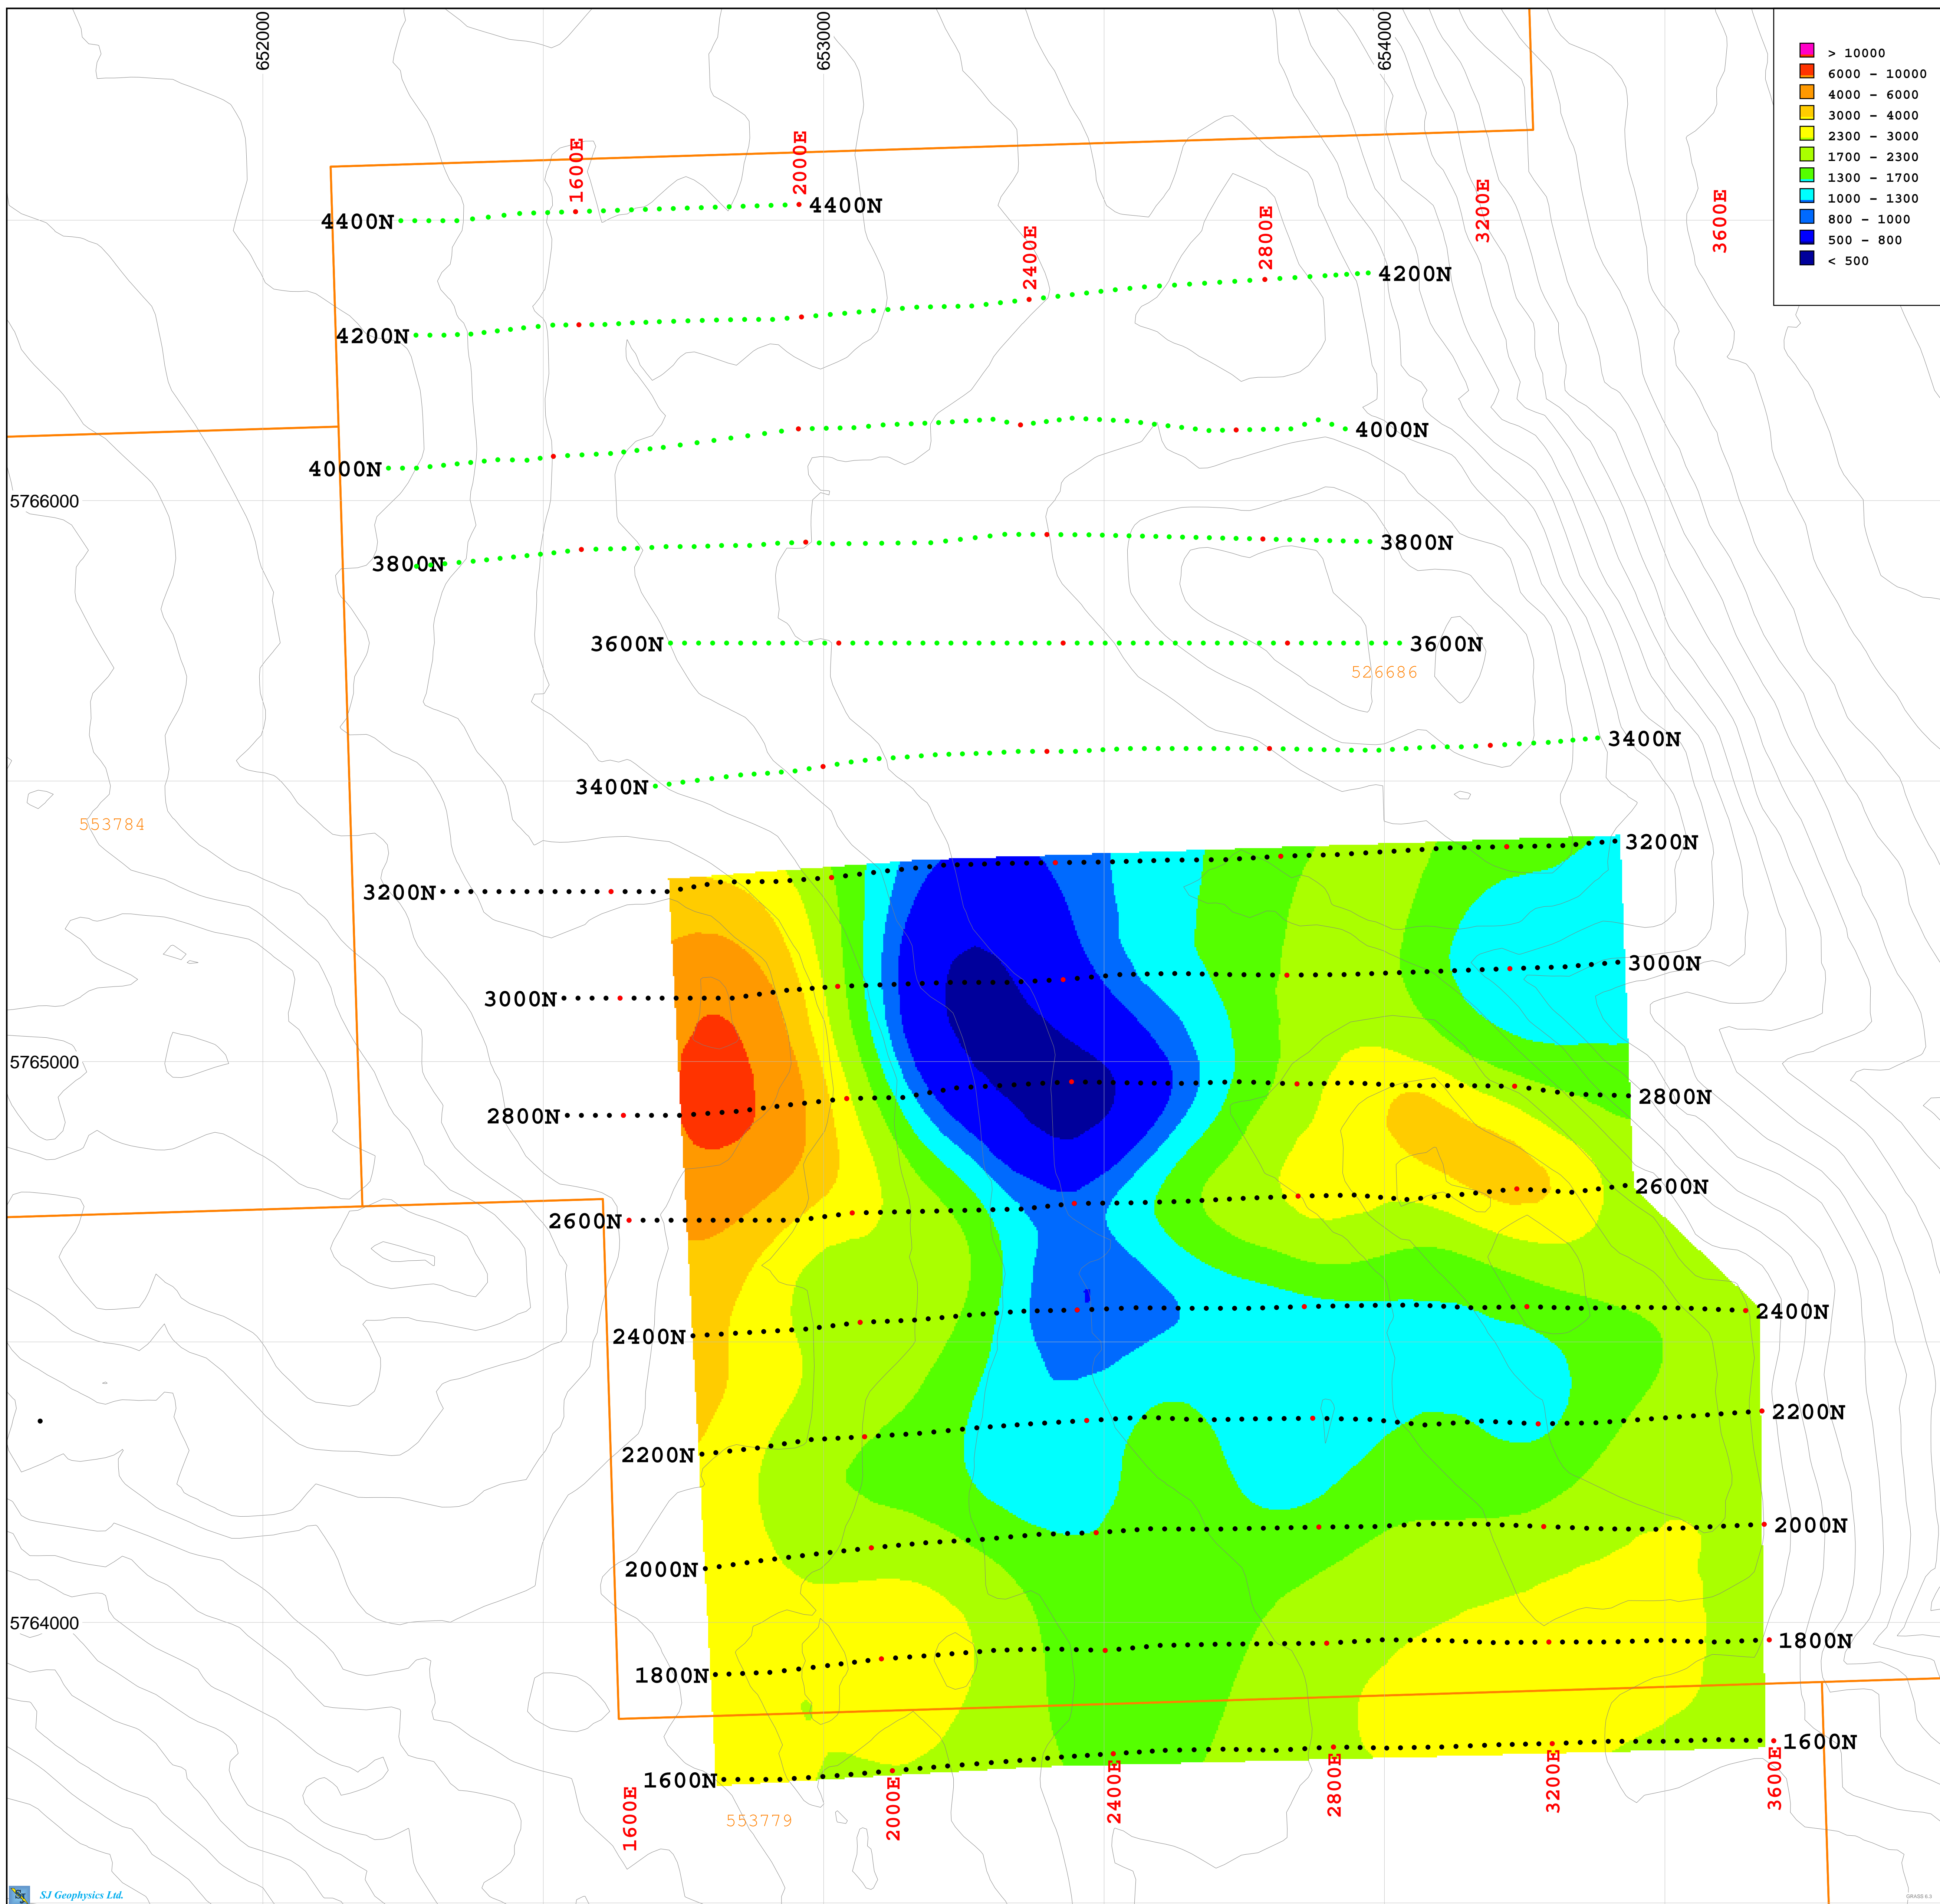 652000
653000
654000
> 10000
6000 - 10000
4000 - 6000
3000 - 4000
2300 - 3000
1700 - 2300
1300 - 1700
1000 - 1300
800 - 1000
500 - 800
< 500
1600E
2000E
2400E
2800E
3200E
3600E
4400N 4400N
4200N 4200N
4000N 4000N
5766000
3800N 3800N
3600N 3600N
526686
3400N 3400N
553784
3200N 3200N
3000N 3000N
5765000
2800N 2800N
2600N 2600N
2400N 2400N
2200N 2200N
2000N 2000N
5764000
1800N 1800N
1600N 1600N
1600E
2000E
2400E
2800E
3200E
3600E
553779
SJ Geophysics Ltd.
GRASS 6.3